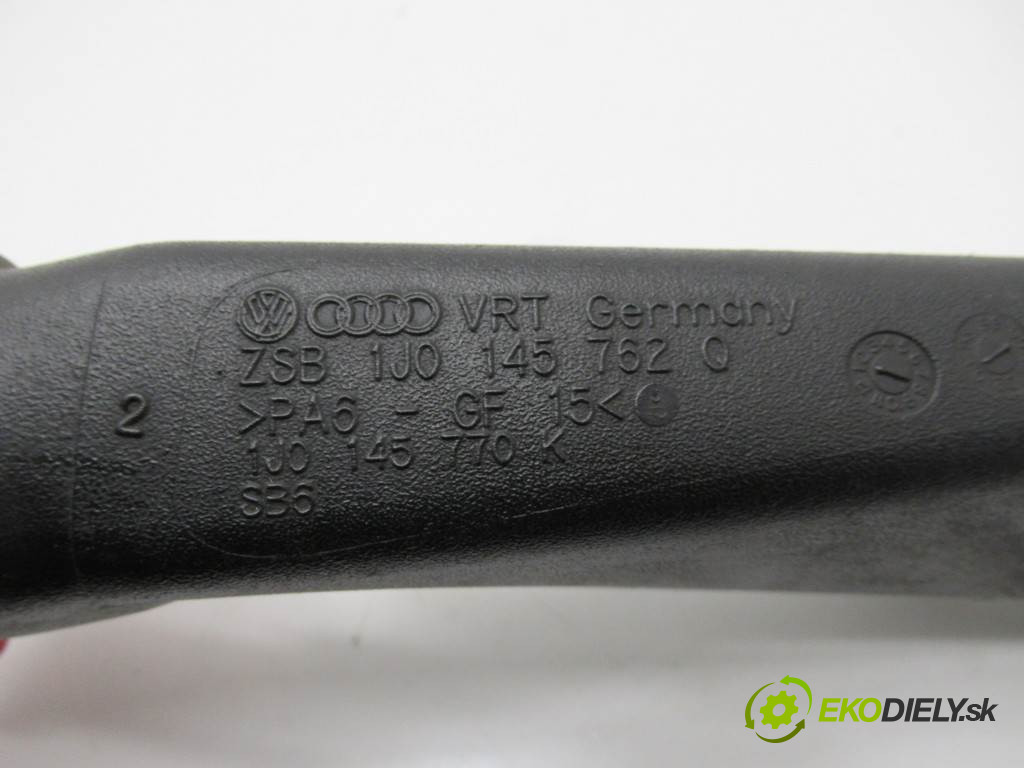 VRT Germany
ZSB 1J0 145 762 Q
2
>PA6 - GF 15<
1J0 145 770 K
SB6
EKODIELY.sk